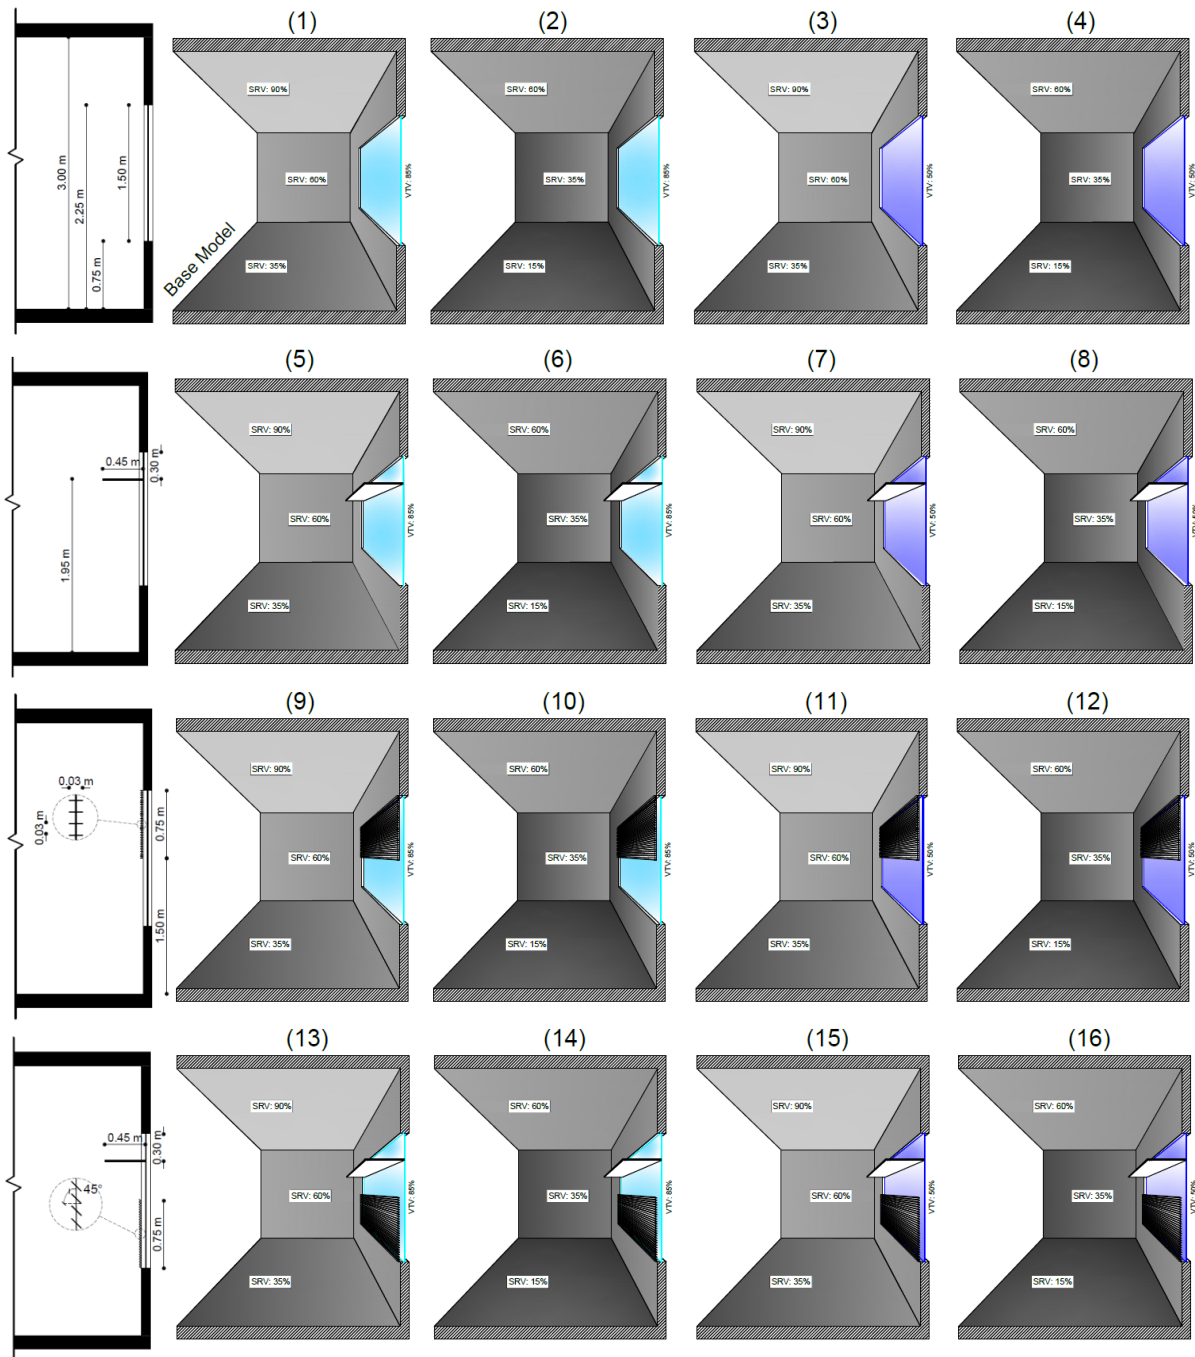 (1)
(2)
(3)
(4)
3.00 m
2.25 m
1.50 m
0.75 m
Base Model
SRV: 90%
SRV: 60%
SRV: 35%
VTV: 85%
SRV: 60%
SRV: 35%
SRV: 15%
VTV: 85%
SRV: 90%
SRV: 60%
SRV: 35%
VTV: 50%
SRV: 60%
SRV: 35%
SRV: 15%
VTV: 50%
(5)
(6)
(7)
(8)
0.45 m
0.30 m
1.95 m
SRV: 90%
SRV: 60%
SRV: 35%
VTV: 85%
SRV: 60%
SRV: 35%
SRV: 15%
VTV: 85%
SRV: 90%
SRV: 60%
SRV: 35%
VTV: 50%
SRV: 60%
SRV: 35%
SRV: 15%
VTV: 50%
(9)
(10)
(11)
(12)
0.03 m
0.03 m
0.75 m
1.50 m
SRV: 90%
SRV: 60%
SRV: 35%
VTV: 85%
SRV: 60%
SRV: 35%
SRV: 15%
VTV: 85%
SRV: 90%
SRV: 60%
SRV: 35%
VTV: 50%
SRV: 60%
SRV: 35%
SRV: 15%
VTV: 50%
(13)
(14)
(15)
(16)
0.45 m
0.30 m
45°
0.75 m
SRV: 90%
SRV: 60%
SRV: 35%
VTV: 85%
SRV: 60%
SRV: 35%
SRV: 15%
VTV: 85%
SRV: 90%
SRV: 60%
SRV: 35%
VTV: 50%
SRV: 60%
SRV: 35%
SRV: 15%
VTV: 50%